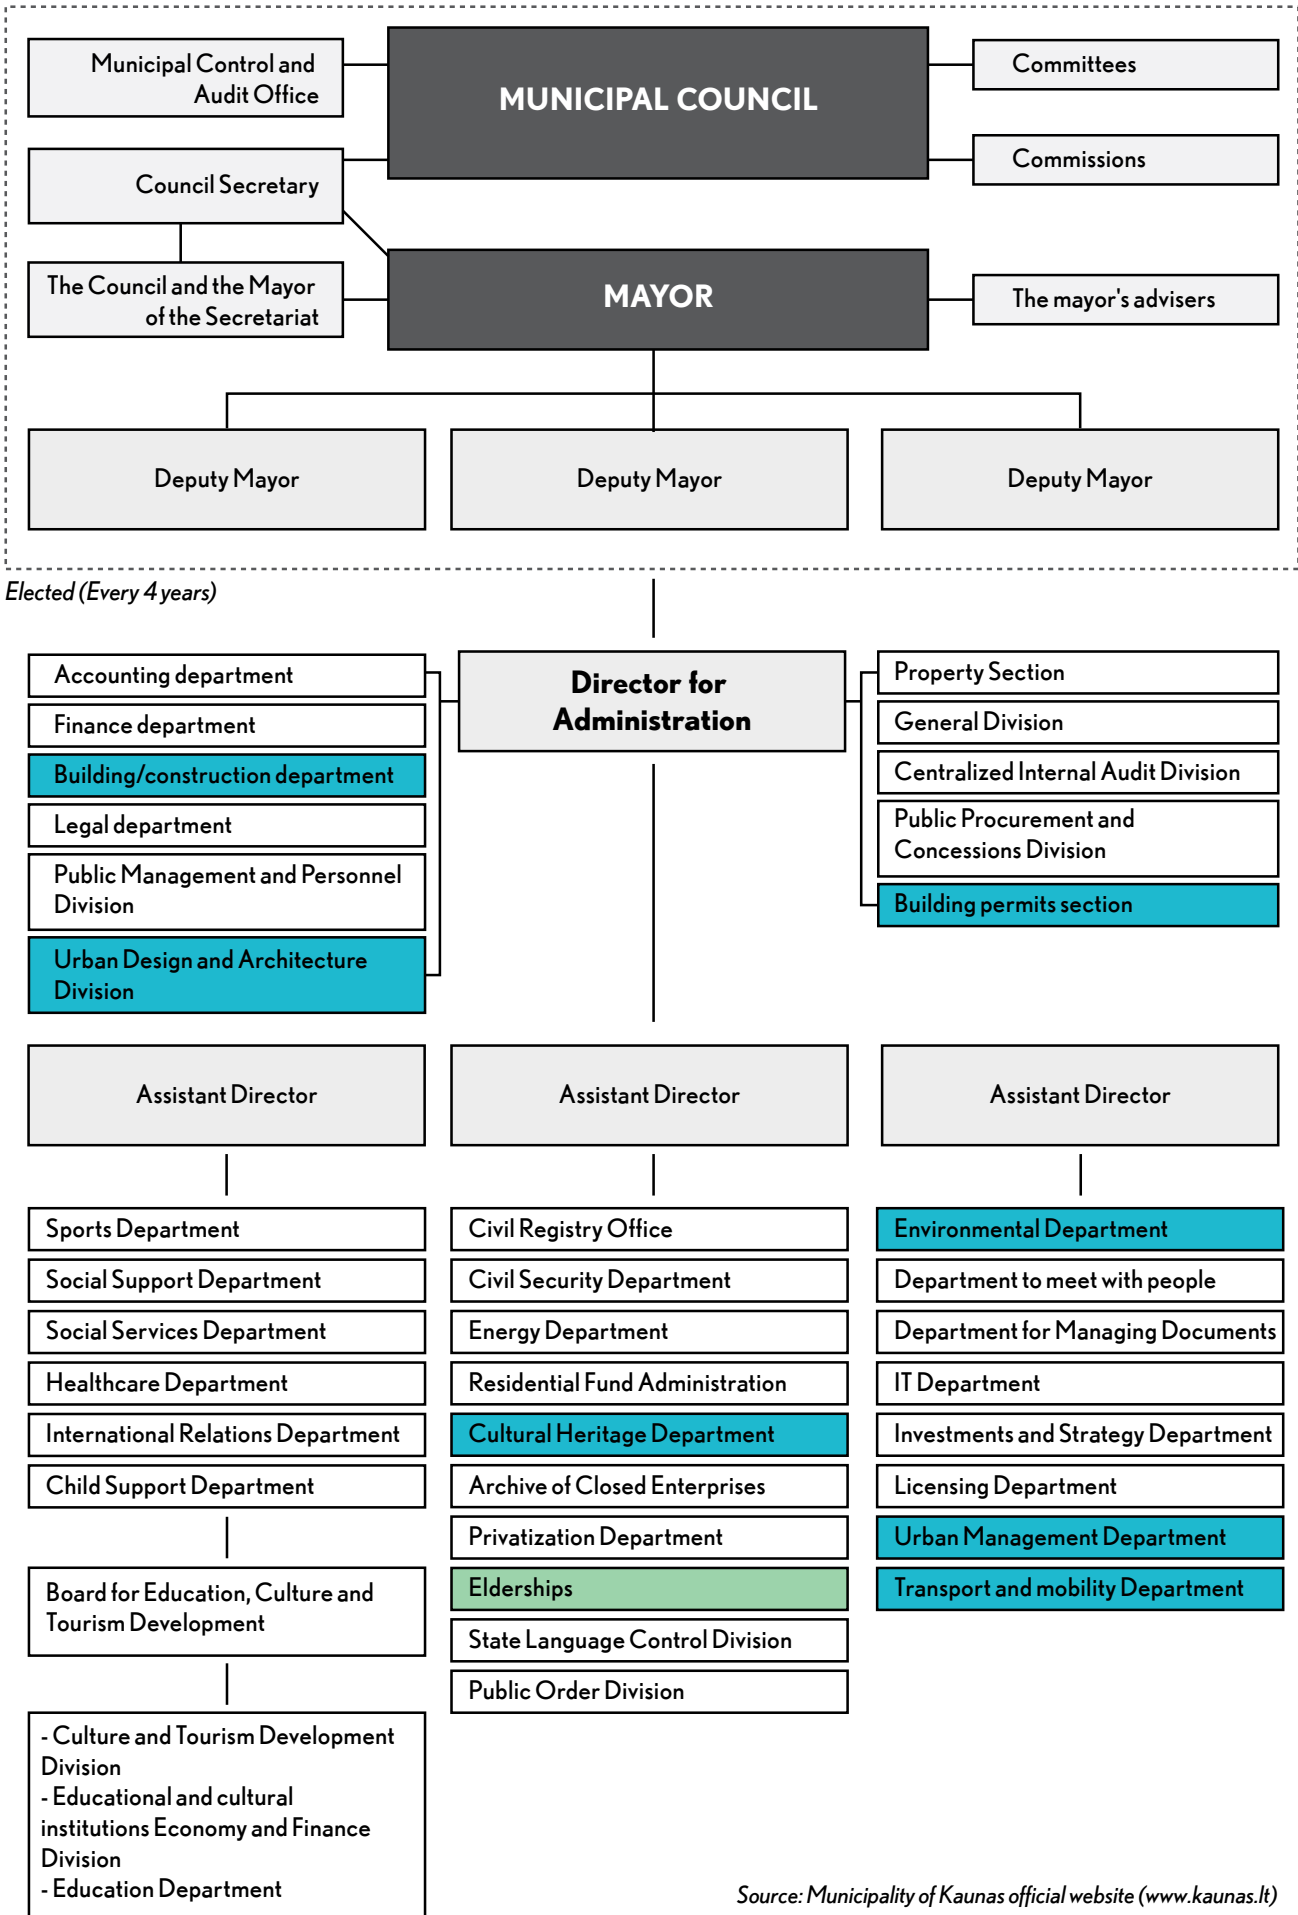 Municipal Control and
Audit Office
MUNICIPAL COUNCIL
Committees
Commissions
Council Secretary
The Council and the Mayor
of the Secretariat
MAYOR
The mayor's advisers
Deputy Mayor
Deputy Mayor
Deputy Mayor
Elected (Every 4 years)
Director for
Administration
Accounting department
Finance department
Building/construction department
Legal department
Public Management and Personnel
Division
Urban Design and Architecture
Division
Property Section
General Division
Centralized Internal Audit Division
Public Procurement and
Concessions Division
Building permits section
Assistant Director
Assistant Director
Assistant Director
Sports Department
Social Support Department
Social Services Department
Healthcare Department
International Relations Department
Child Support Department
Board for Education, Culture and
Tourism Development
- Culture and Tourism Development
Division
- Educational and cultural
institutions Economy and Finance
Division
- Education Department
Civil Registry Office
Civil Security Department
Energy Department
Residential Fund Administration
Cultural Heritage Department
Archive of Closed Enterprises
Privatization Department
Elderships
State Language Control Division
Public Order Division
Environmental Department
Department to meet with people
Department for Managing Documents
IT Department
Investments and Strategy Department
Licensing Department
Urban Management Department
Transport and mobility Department
Source: Municipality of Kaunas official website (www.kaunas.lt)